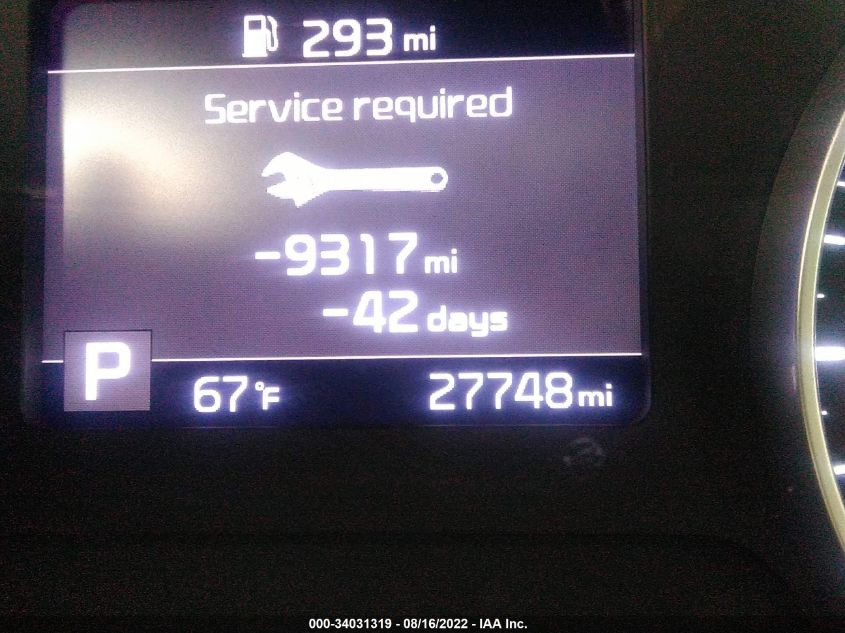 293 mi
Service required
-9317 mi
-42 days
P
67°F 27748 mi
000-34031319 - 08/16/2022 - IAA Inc.